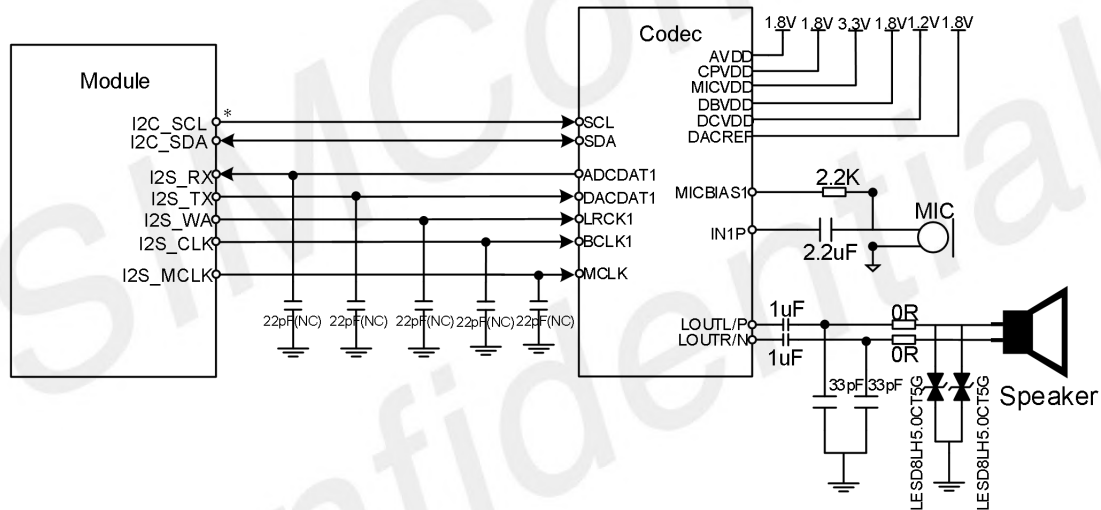 Module
I2C_SCL
*
I2C_SDA
I2S_RX
I2S_TX
I2S_WA
I2S_CLK
I2S_MCLK
22pF(NC)
22pF(NC)
22pF(NC)
22pF(NC)
22pF(NC)
Codec
SCL
SDA
ADCDAT1
DACDAT1
LRCK1
BCLK1
MCLK
AVDD
CPVDD
MICVDD
DBVDD
DCVDD
DACREF
1.8V
1.8V
3.3V
1.8V
1.2V
1.8V
MICBIAS1
IN1P
2.2K
2.2uF
MIC
LOUTL/P
LOUTR/N
1uF
1uF
0R
0R
33pF
33pF
LESD8LH5.0CT5G
LESD8LH5.0CT5G
Speaker
SIMCom
Confidential